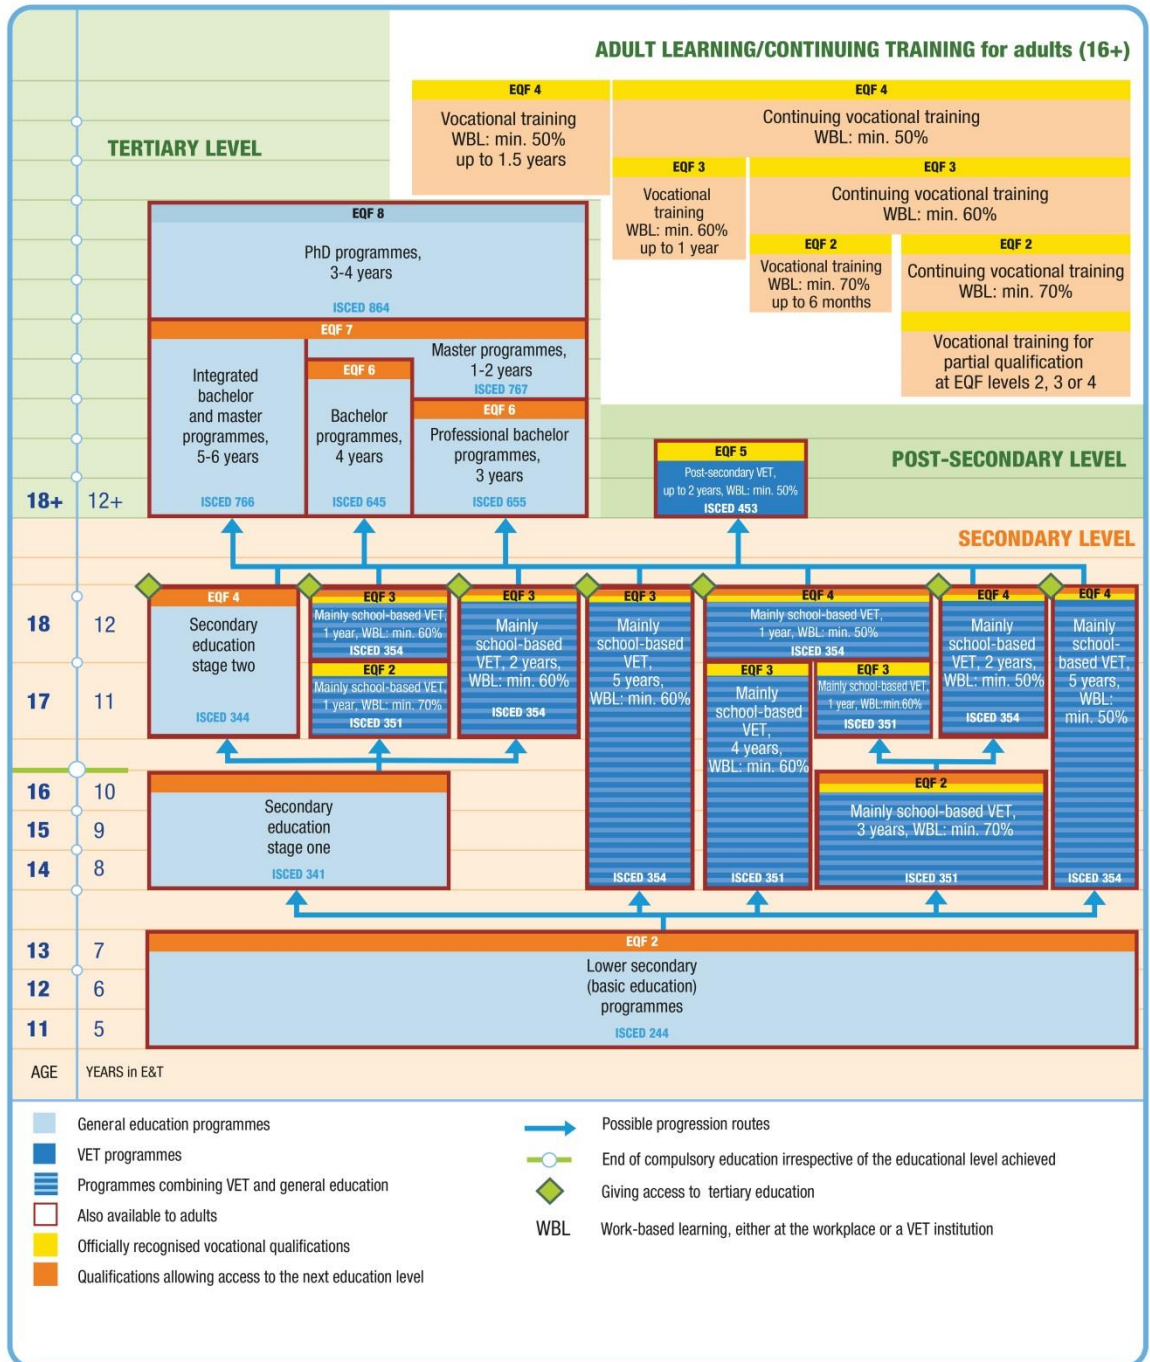 ADULT LEARNING/CONTINUING TRAINING for adults (16+)
EQF 4
Vocational training
WBL: min. 50%
up to 1.5 years
EQF 4
Continuing vocational training
WBL: min. 50%
EQF 3
Vocational
training
WBL: min. 60%
up to 1 year
EQF 3
Continuing vocational training
WBL: min. 60%
EQF 2
Vocational training
WBL: min. 70%
up to 6 months
EQF 2
Continuing vocational training
WBL: min. 70%
Vocational training for
partial qualification
at EQF levels 2, 3 or 4
TERTIARY LEVEL
EQF 8
PhD programmes,
3-4 years
ISCED 864
EQF 7
Integrated
bachelor
and master
programmes,
5-6 years
ISCED 766
EQF 6
Bachelor
programmes,
4 years
ISCED 645
Master programmes,
1-2 years
ISCED 767
EQF 6
Professional bachelor
programmes,
3 years
ISCED 655
POST-SECONDARY LEVEL
EQF 5
Post-secondary VET,
up to 2 years, WBL: min. 50%
ISCED 453
18+ 12+
SECONDARY LEVEL
18 12
17 11
EQF 4
Secondary
education
stage two
ISCED 344
EQF 3
Mainly school-based VET,
1 year, WBL: min. 60%
ISCED 354
EQF 2
Mainly school-based VET,
1 year, WBL: min. 70%
ISCED 351
EQF 3
Mainly
school-based
VET, 2 years,
WBL: min. 60%
ISCED 354
EQF 3
Mainly
school-based
VET,
5 years,
WBL: min. 60%
ISCED 354
EQF 4
Mainly school-based VET,
1 year, WBL: min. 50%
ISCED 354
EQF 3
Mainly
school-based
VET,
4 years,
WBL: min. 60%
ISCED 351
EQF 3
Mainly school-based VET,
1 year, WBL:min.60%
ISCED 351
EQF 4
Mainly
school-based
VET, 2 years,
WBL: min. 50%
ISCED 354
EQF 4
Mainly
school-
based VET,
5 years,
WBL:
min. 50%
ISCED 354
16 10
15 9
14 8
Secondary
education
stage one
ISCED 341
EQF 2
Mainly school-based VET,
3 years, WBL: min. 70%
ISCED 351
13 7
12 6
11 5
EQF 2
Lower secondary
(basic education)
programmes
ISCED 244
AGE YEARS in E&T
General education programmes
VET programmes
Programmes combining VET and general education
Also available to adults
Officially recognised vocational qualifications
Qualifications allowing access to the next education level
Possible progression routes
End of compulsory education irrespective of the educational level achieved
Giving access to tertiary education
WBL Work-based learning, either at the workplace or a VET institution